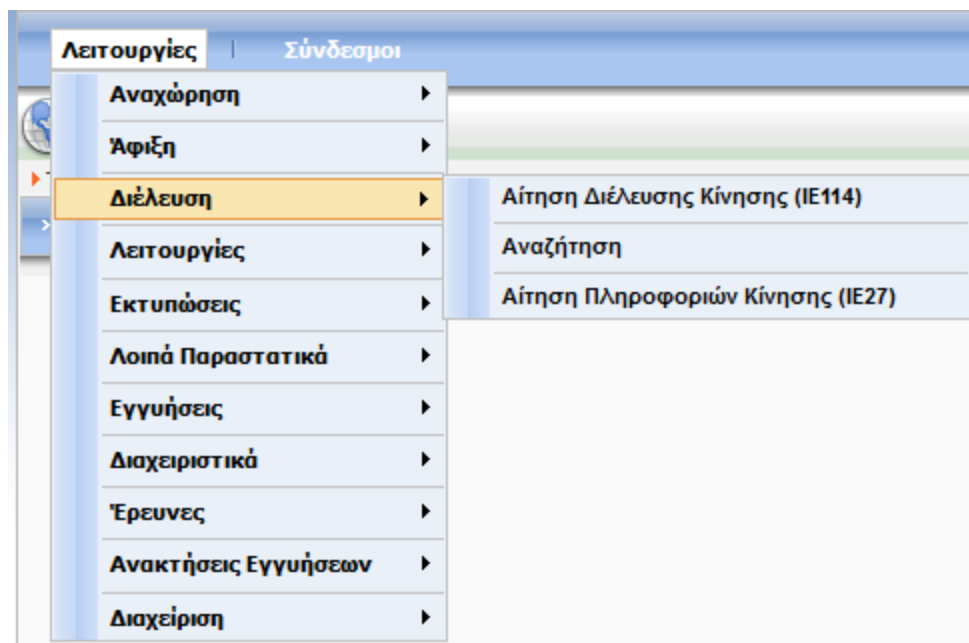 Λειτουργίες | Σύνδεσμοι
Αναχώρηση
Άφιξη
Διέλευση
Αίτηση Διέλευσης Κίνησης (IE114)
Λειτουργίες
Αναζήτηση
Εκτυπώσεις
Αίτηση Πληροφοριών Κίνησης (IE27)
Λοιπά Παραστατικά
Εγγυήσεις
Διαχειριστικά
Έρευνες
Ανακτήσεις Εγγυήσεων
Διαχείριση